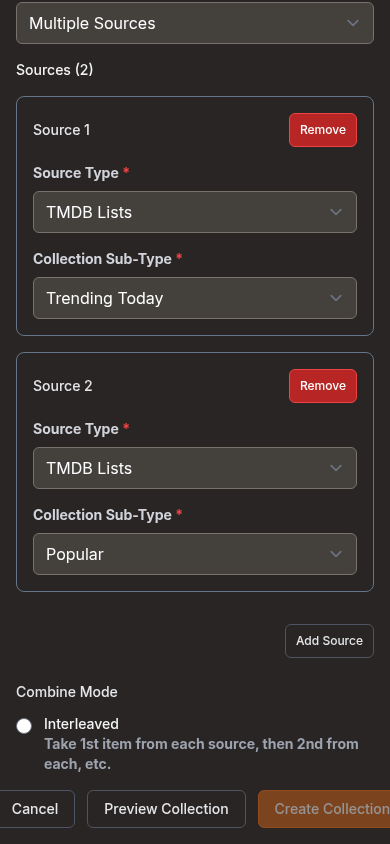 Multiple Sources
Sources (2)
Source 1
Remove
Source Type *
TMDB Lists
Collection Sub-Type *
Trending Today
Source 2
Remove
Source Type *
TMDB Lists
Collection Sub-Type *
Popular
Add Source
Combine Mode
Interleaved
Take 1st item from each source, then 2nd from
each, etc.
Cancel
Preview Collection
Create Collection